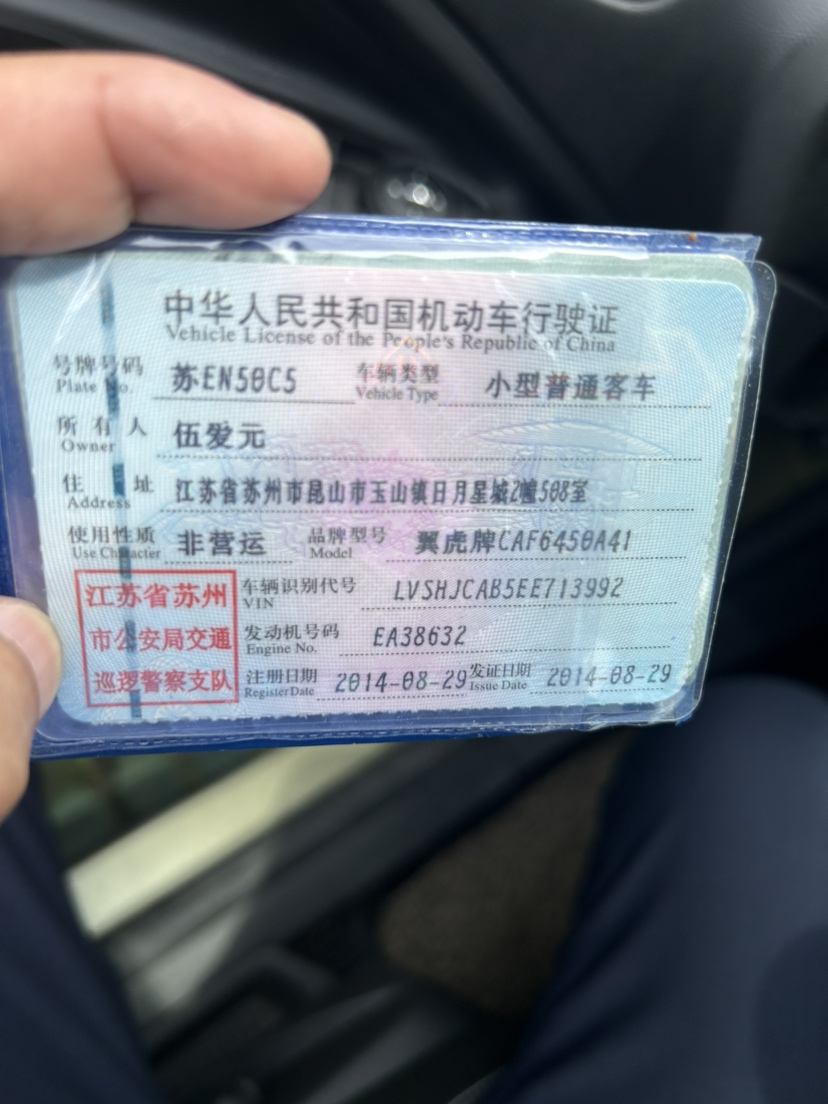 中华人民共和国机动车行驶证
Vehicle License of the People's Republic of China
号牌号码 苏EN50C5 车辆类型 小型普通客车
Plate No. Vehicle Type
所有人 伍爱元
Owner
住址 江苏省苏州市昆山市玉山镇日月星城2幢508室
Address
使用性质 非营运 品牌型号 翼虎牌CAF6450A41
Use Character Model
江苏省苏州
市公安局交通
巡逻警察支队
车辆识别代号 LVSHJCAB5EE713992
VIN
发动机号码 EA38632
Engine No.
注册日期 2014-08-29 发证日期 2014-08-29
Register Date Issue Date